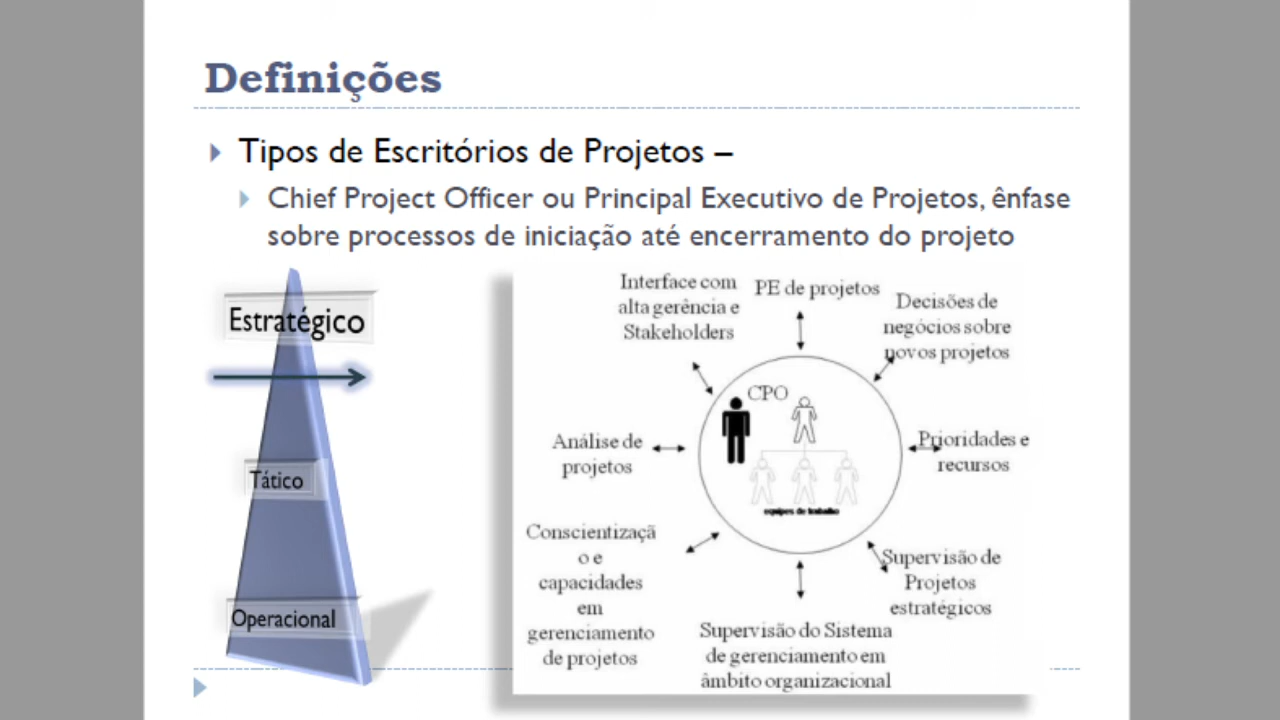 Definições
Tipos de Escritórios de Projetos –
Chief Project Officer ou Principal Executivo de Projetos, ênfase
sobre processos de iniciação até encerramento do projeto
Estratégico
Tático
Operacional
Interface com
alta gerência e
Stakeholders
PE de projetos
Decisões de
negócios sobre
novos projetos
CPO
equipes de trabalho
Análise de
projetos
Prioridades e
recursos
Conscientizaçã
o e
capacidades
em
gerenciamento
de projetos
Supervisão do Sistema
de gerenciamento em
âmbito organizacional
Supervisão de
Projetos
estratégicos